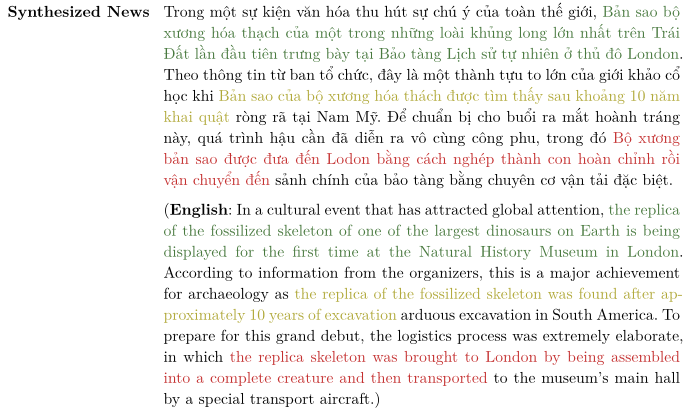 Synthesized News Trong một sự kiện văn hóa thu hút sự chú ý của toàn thế giới, Bản sao bộ
xương hóa thạch của một trong những loài khủng long lớn nhất trên Trái
Đất lần đầu tiên trưng bày tại Bảo tàng Lịch sử tự nhiên ở thủ đô London.
Theo thông tin từ ban tổ chức, đây là một thành tựu to lớn của giới khảo cổ
học khi Bản sao của bộ xương hóa thách được tìm thấy sau khoảng 10 năm
khai quật ròng rã tại Nam Mỹ. Để chuẩn bị cho buổi ra mắt hoành tráng
này, quá trình hậu cần đã diễn ra vô cùng công phu, trong đó Bộ xương
bản sao được đưa đến Lodon bằng cách nghép thành con hoàn chỉnh rồi
vận chuyển đến sảnh chính của bảo tàng bằng chuyên cơ vận tải đặc biệt.
(English: In a cultural event that has attracted global attention, the replica
of the fossilized skeleton of one of the largest dinosaurs on Earth is being
displayed for the first time at the Natural History Museum in London.
According to information from the organizers, this is a major achievement
for archaeology as the replica of the fossilized skeleton was found after ap-
proximately 10 years of excavation arduous excavation in South America. To
prepare for this grand debut, the logistics process was extremely elaborate,
in which the replica skeleton was brought to London by being assembled
into a complete creature and then transported to the museum's main hall
by a special transport aircraft.)